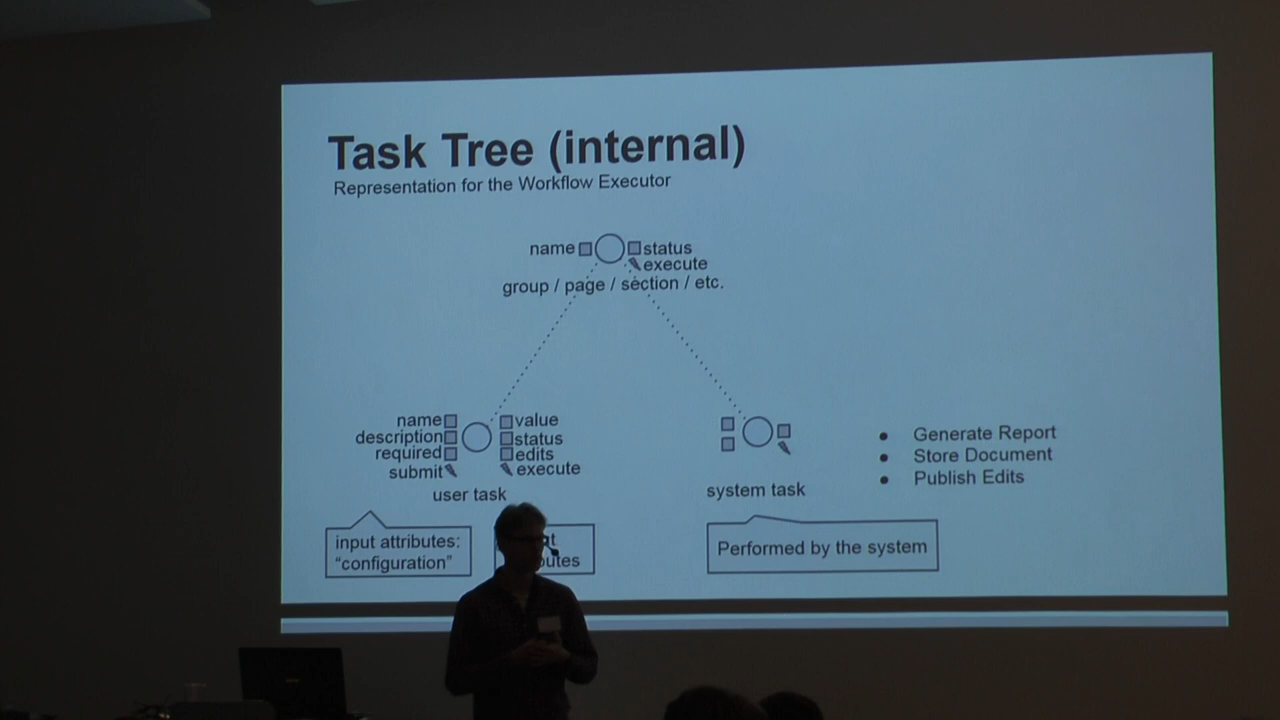 Task Tree (internal)
Representation for the Workflow Executor
name status
execute
group / page / section / etc.
name value
description status
required edits
submit execute
user task
input attributes:
“configuration”
system task
Performed by the system
● Generate Report
● Store Document
● Publish Edits